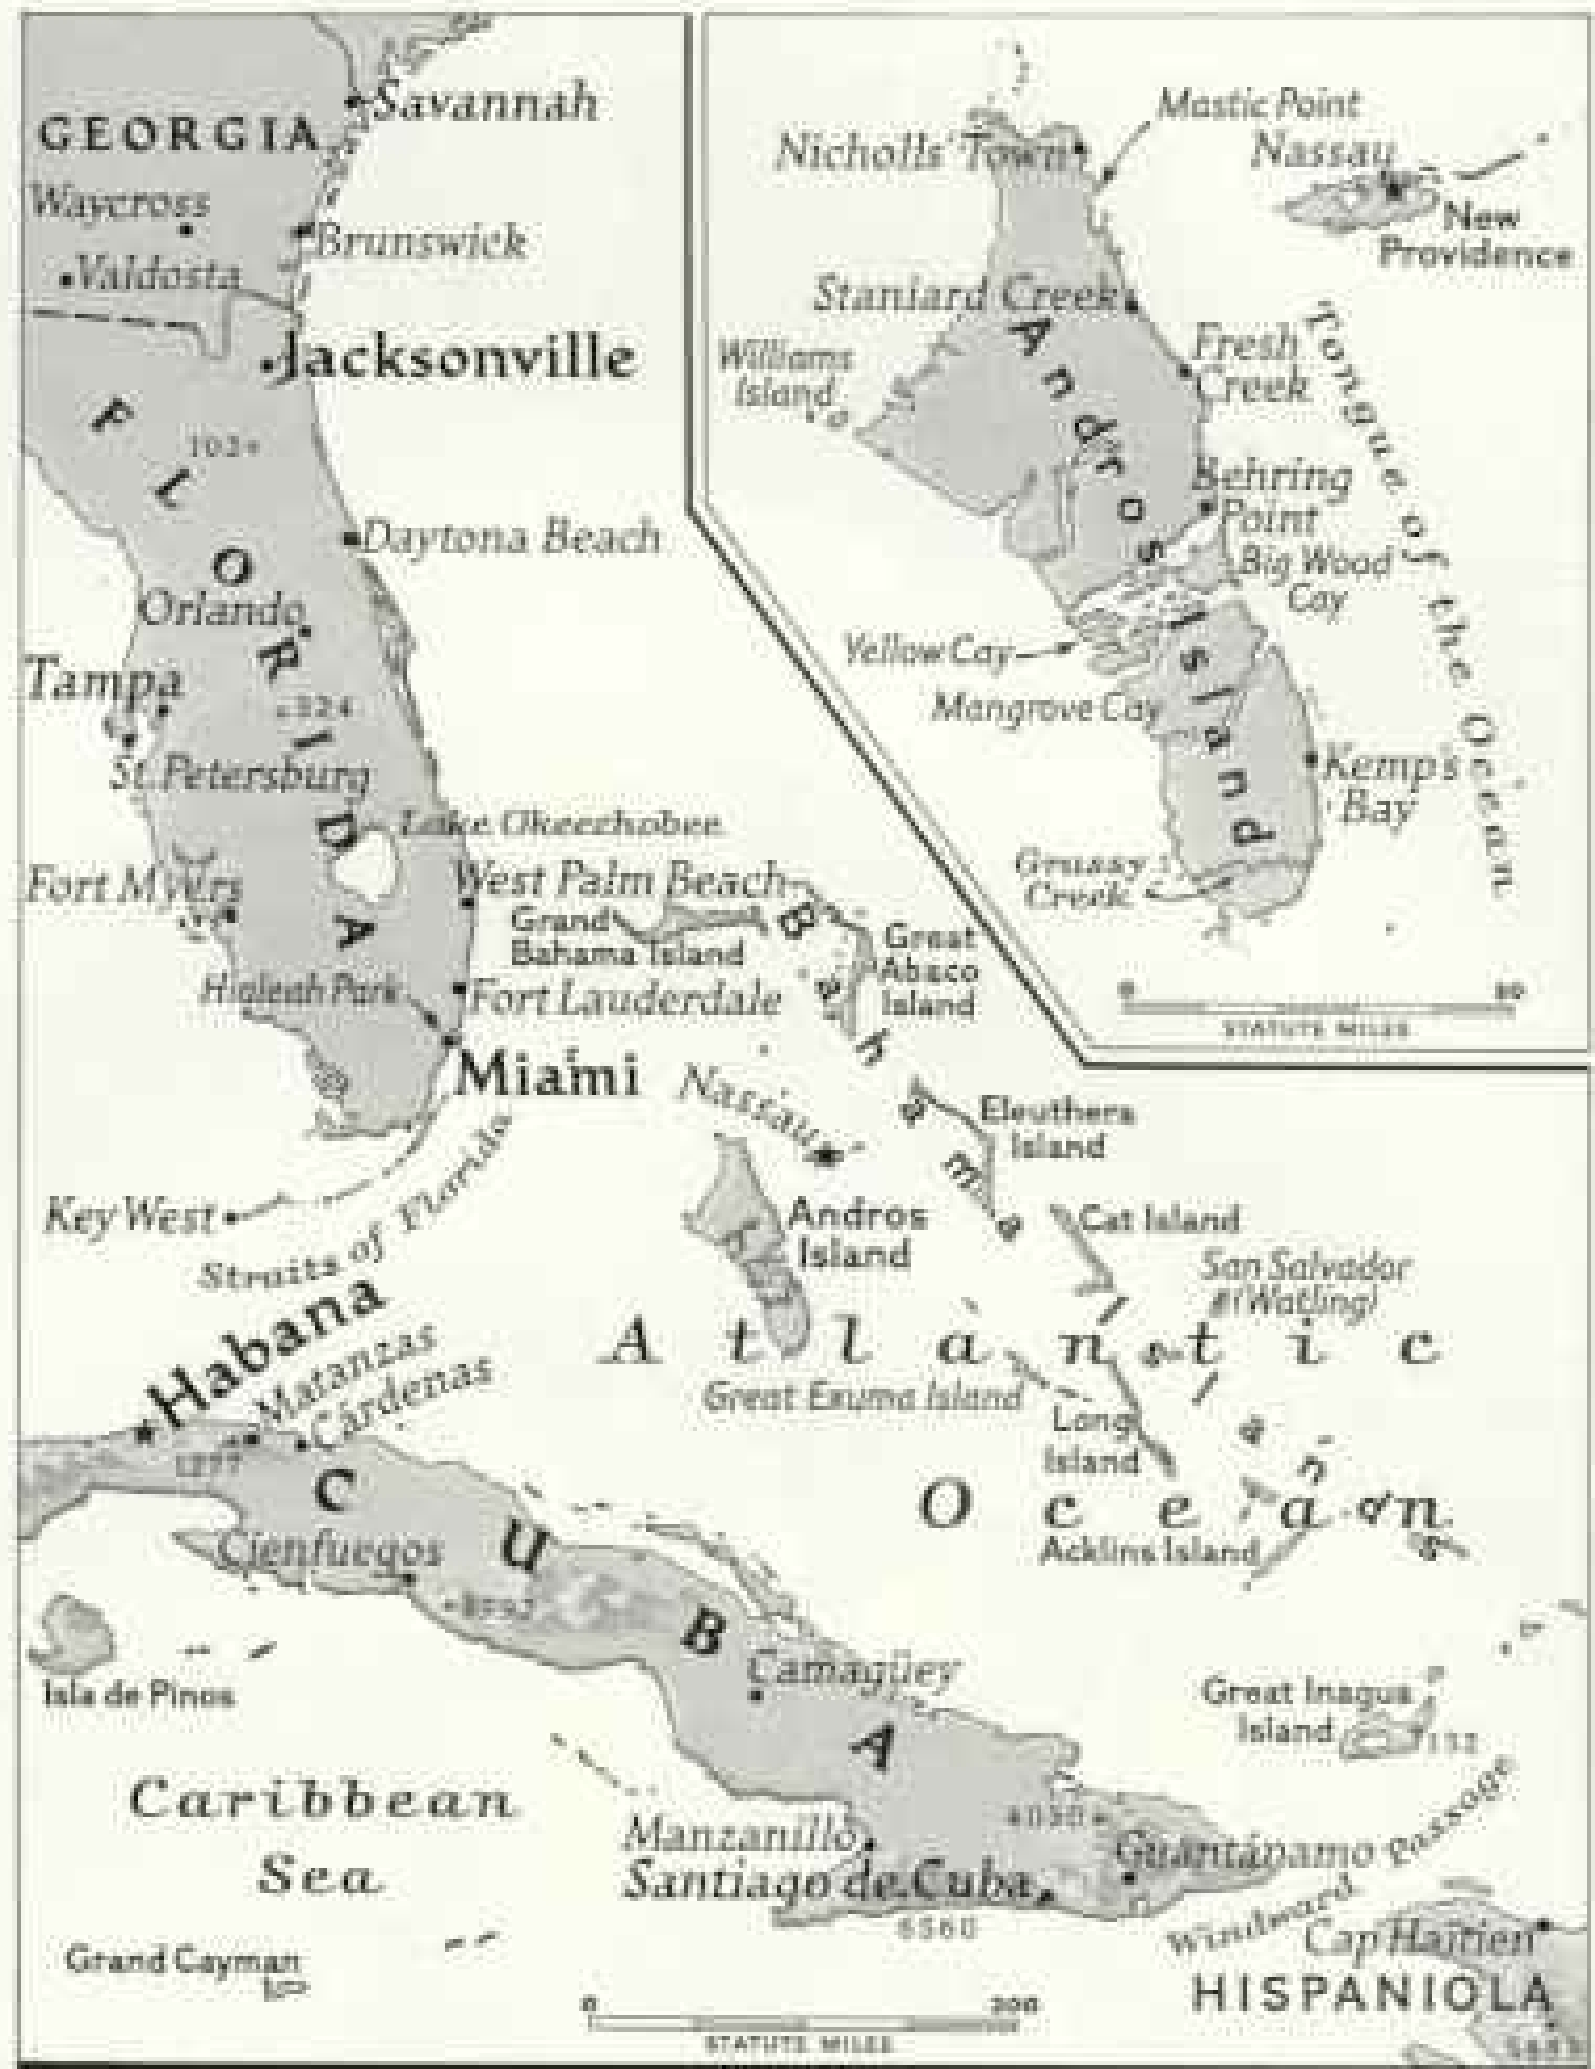 Savannah
GEORGIA
Waycross
Brunswick
Valdosta
Jacksonville
FLORIDA
Daytona Beach
Orlando
Tampa
324
St. Petersburg
Lake Okeechobee
Fort Myers
West Palm Beach
Grand
Bahama Island
Great
Abaco
Island
Hialeah Park
Fort Lauderdale
Miami
Nassau
Bahama
Eleuthera
Island
Key West
Straits of Florida
Andros
Island
Cat Island
San Salvador
(Watling)
Habana
Matanzas
Cárdenas
Atlantic
Great Exuma Island
Long
Island
1277
CUBA
Ocean
Acklins Island
Cienfuegos
Isla de Pinos
Camagüey
Great Inagua
Island
132
Caribbean
Sea
Manzanillo
Guantánamo
Santiago de Cuba
6560
Windward Passage
Grand Cayman
Cap Haïtien
HISPANIOLA
0 200
STATUTE MILES
Mastic Point
Nicholls' Town
Nassau
New
Providence
Staniard Creek
Andros Island
Williams
Island
Fresh
Creek
Tongue of the Ocean
Behring
Point
Big Wood
Cay
Yellow Cay
Mangrove Cay
Kemp's
Bay
Grassy
Creek
STATUTE MILES